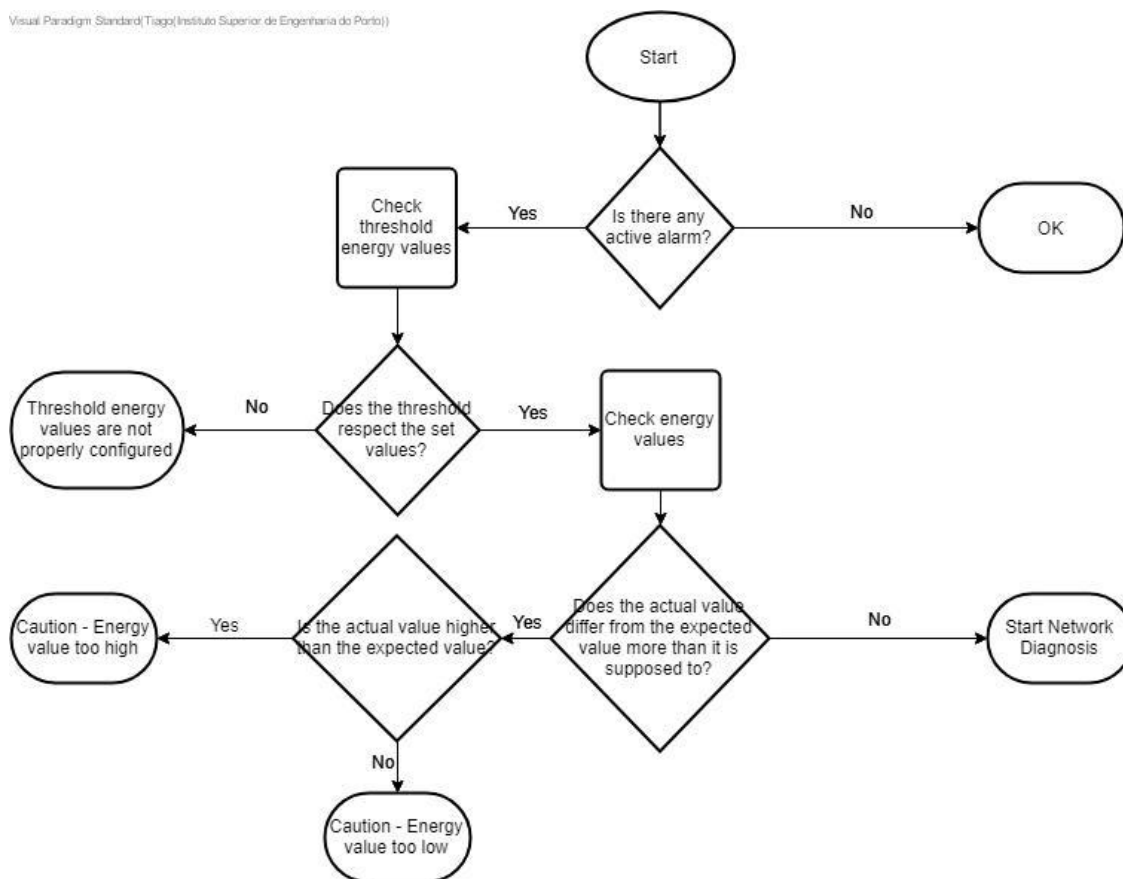 Visual Paradigm Standard(Tiago(Instituto Superior de Engenharia do Porto))
Start
Is there any
active alarm?
Yes
No
OK
Check
threshold
energy values
Does the threshold
respect the set
values?
No
Threshold energy
values are not
properly configured
Yes
Check energy
values
Does the actual value
differ from the expected
value more than it is
supposed to?
No
Start Network
Diagnosis
Yes
Is the actual value higher
than the expected value?
Yes
Caution - Energy
value too high
No
Caution - Energy
value too low